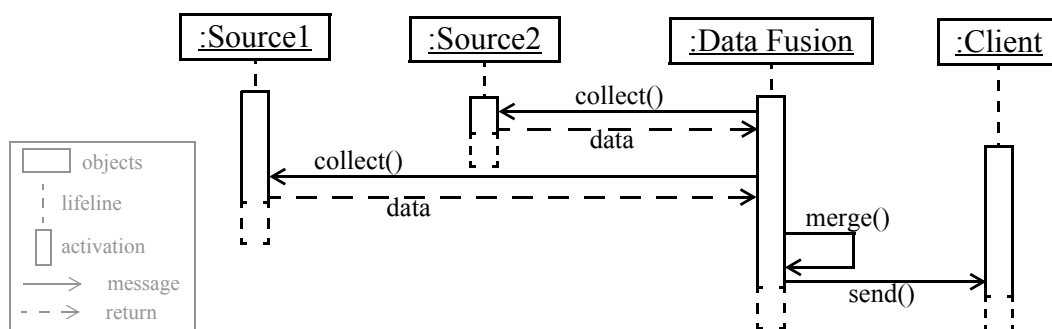 :Source1
:Source2
:Data Fusion
:Client
collect()
data
collect()
data
merge()
send()
objects
lifeline
activation
message
return